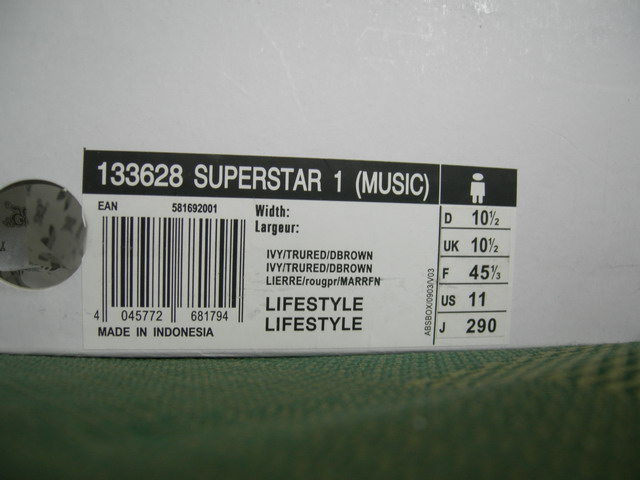 133628 SUPERSTAR 1 (MUSIC)
EAN 581692001
4 045772 681794
MADE IN INDONESIA
Width:
Largeur:
IVY/TRURED/DBROWN
IVY/TRURED/DBROWN
LIERRE/rougpr/MARRFN
LIFESTYLE
LIFESTYLE
ABSBOX/0903/V03
D 10½
UK 10½
F 45⅓
US 11
J 290